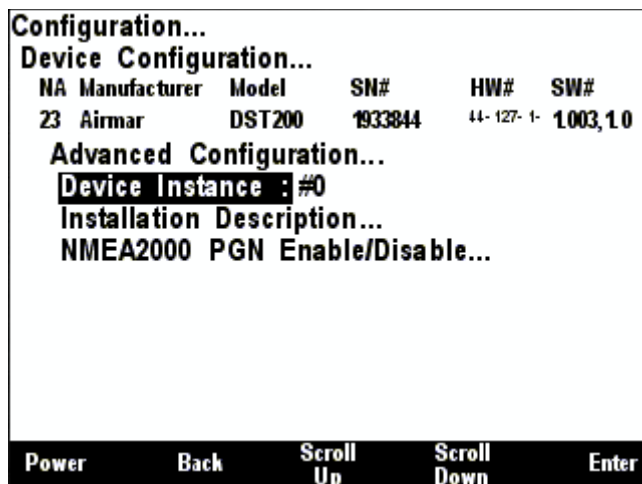 Configuration...
Device Configuration...
NA Manufacturer Model SN# HW# SW#
23 Airmar DST200 1933844 44-127-1- 1.003, 1.0
Advanced Configuration...
Device Instance : #0
Installation Description...
NMEA2000 PGN Enable/Disable...
Power Back Scroll Up Scroll Down Enter